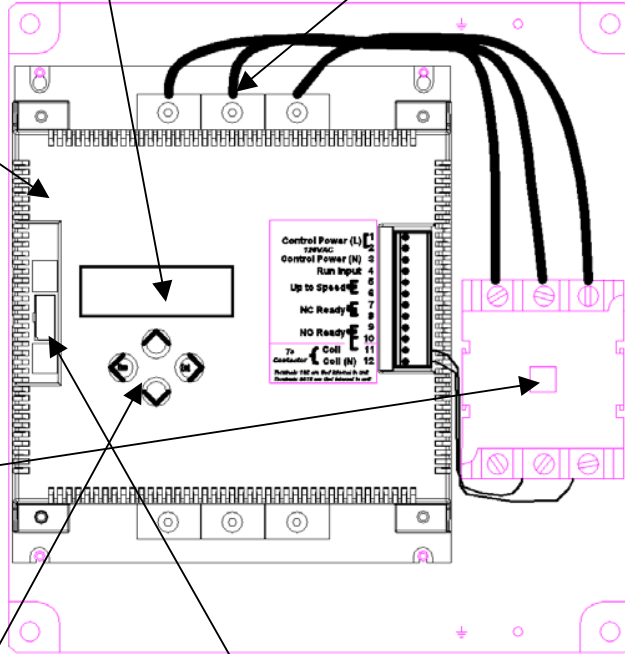 Control Power (L) 1
120VAC 2
Control Power (N) 3
Run Input 4
Up to Speed 5
6
NC Ready 7
8
NO Ready 9
10
To Contactor { Coil 11
Coil (N) 12